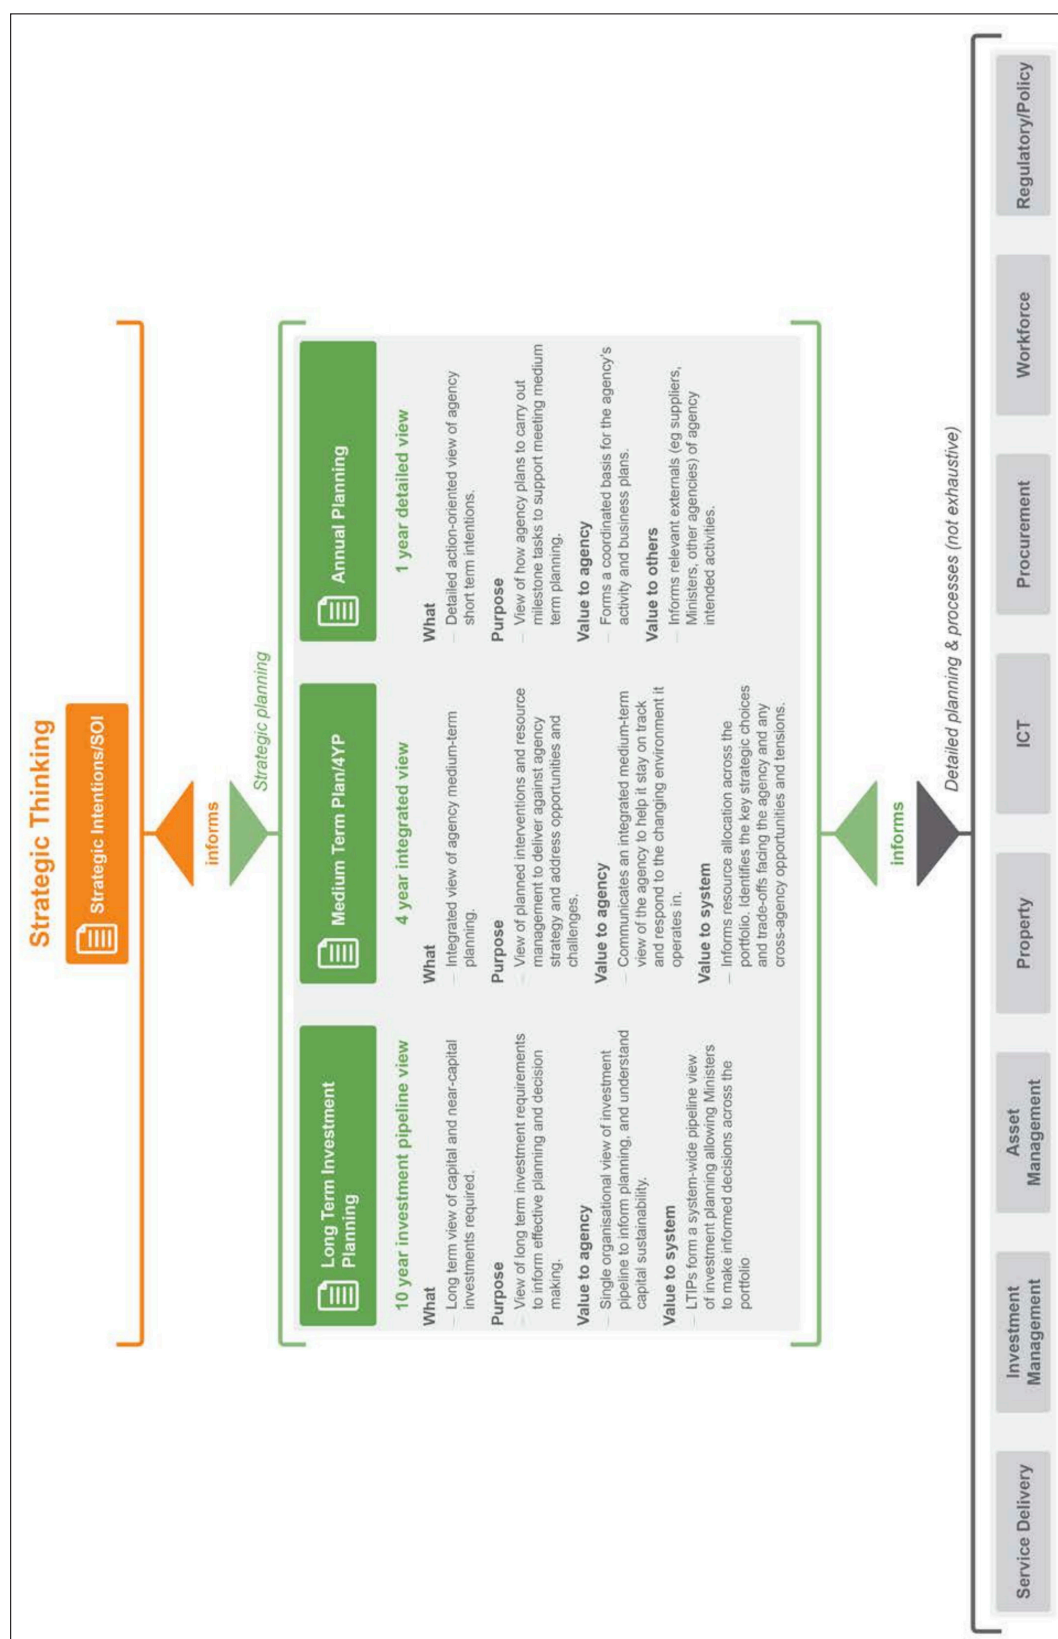 Strategic Thinking
Strategic Intentions/SOI
informs
Strategic planning
Long Term Investment
Planning
10 year investment pipeline view
What
– Long term view of capital and near-capital
investments required.
Purpose
– View of long term investment requirements
to inform effective planning and decision
making.
Value to agency
– Single organisational view of investment
pipeline to inform planning, and understand
capital sustainability.
Value to system
– LTIPs form a system-wide pipeline view
of investment planning allowing Ministers
to make informed decisions across the
portfolio
Medium Term Plan/4YP
4 year integrated view
What
– Integrated view of agency medium-term
planning.
Purpose
– View of planned interventions and resource
management to deliver against agency
strategy and address opportunities and
challenges.
Value to agency
– Communicates an integrated medium-term
view of the agency to help it stay on track
and respond to the changing environment it
operates in.
Value to system
– Informs resource allocation across the
portfolio. Identifies the key strategic choices
and trade-offs facing the agency and any
cross-agency opportunities and tensions.
Annual Planning
1 year detailed view
What
– Detailed action-oriented view of agency
short term intentions.
Purpose
– View of how agency plans to carry out
milestone tasks to support meeting medium
term planning.
Value to agency
– Forms a coordinated basis for the agency's
activity and business plans.
Value to others
– Informs relevant externals (eg suppliers,
Ministers, other agencies) of agency
intended activities.
informs
Detailed planning & processes (not exhaustive)
Service Delivery
Investment
Management
Asset
Management
Property
ICT
Procurement
Workforce
Regulatory/Policy